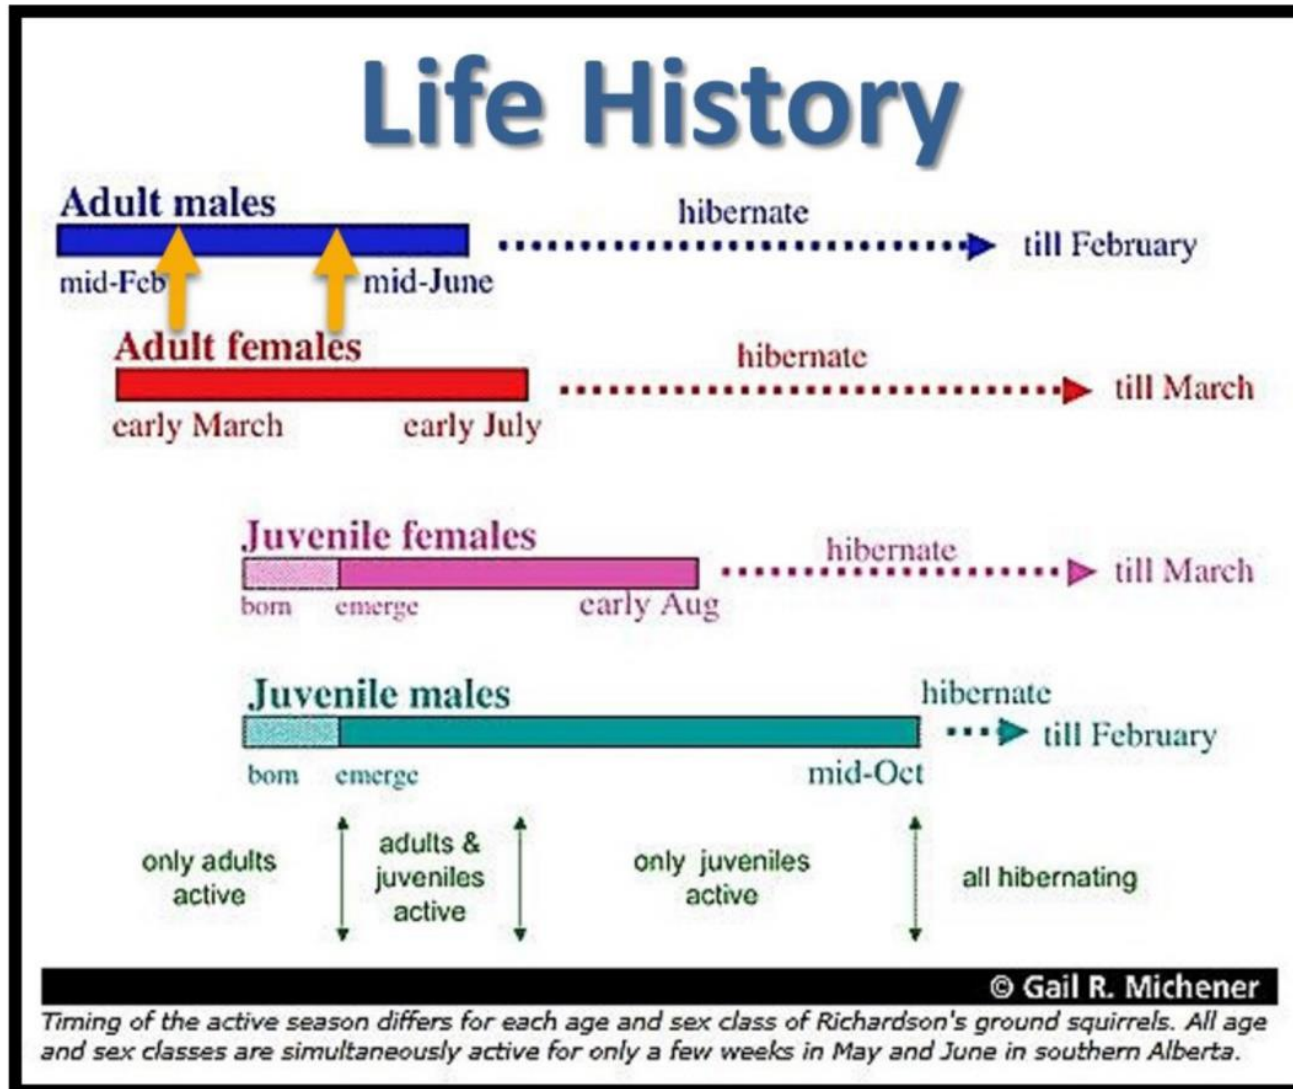 Life History
Adult males
hibernate
till February
mid-Feb
mid-June
Adult females
hibernate
till March
early March
early July
Juvenile females
hibernate
till March
born
emerge
early Aug
Juvenile males
hibernate
till February
born
emerge
mid-Oct
only adults
active
adults &
juveniles
active
only juveniles
active
all hibernating
© Gail R. Michener
Timing of the active season differs for each age and sex class of Richardson's ground squirrels. All age
and sex classes are simultaneously active for only a few weeks in May and June in southern Alberta.